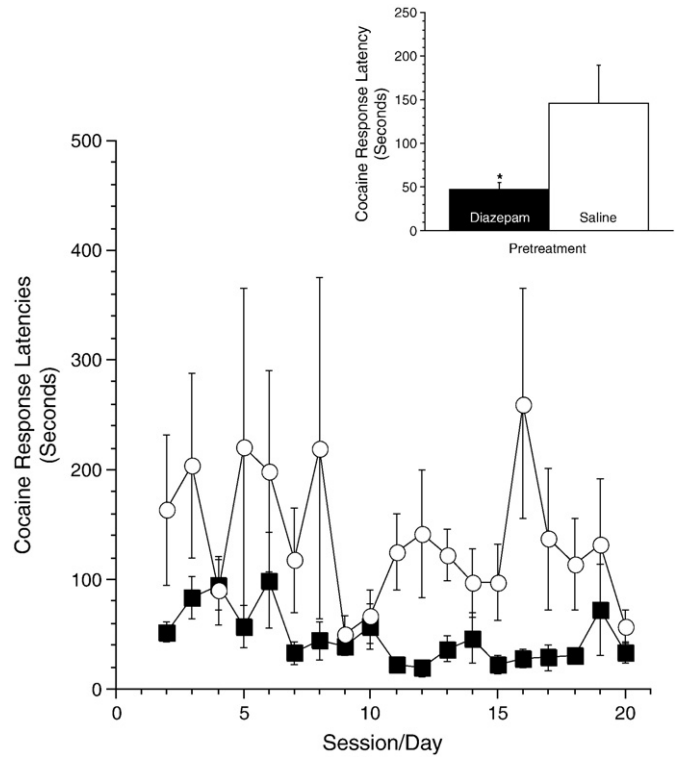 250
200
150
100
50
0
Cocaine Response Latency
(Seconds)
*
Diazepam
Saline
Pretreatment
500
400
300
200
100
0
Cocaine Response Latencies
(Seconds)
0
5
10
15
20
Session/Day